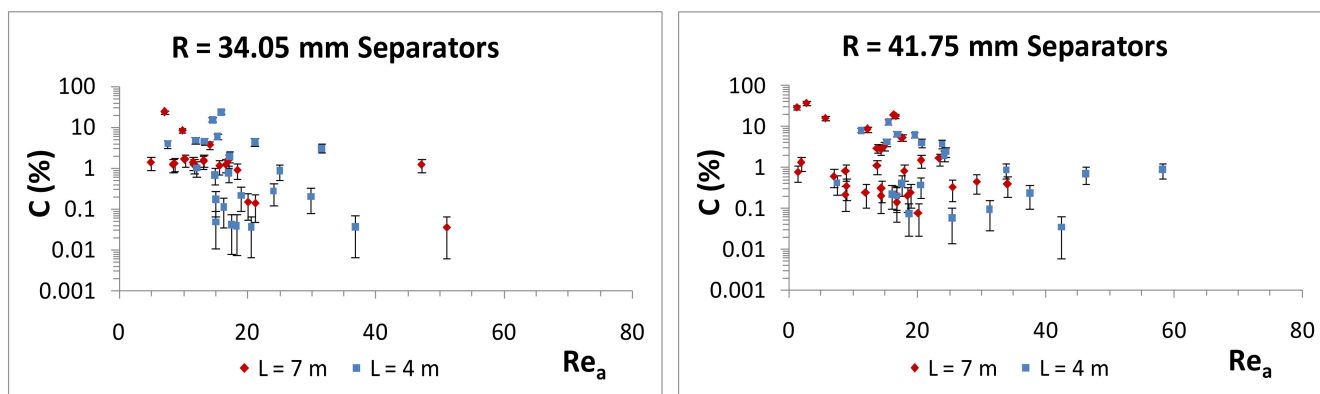 R = 34.05 mm Separators
100
10
1
0.1
0.01
0.001
C (%)
0 20 40 60 80
Reₐ
L = 7 m L = 4 m
R = 41.75 mm Separators
100
10
1
0.1
0.01
0.001
C (%)
0 20 40 60 80
Reₐ
L = 7 m L = 4 m